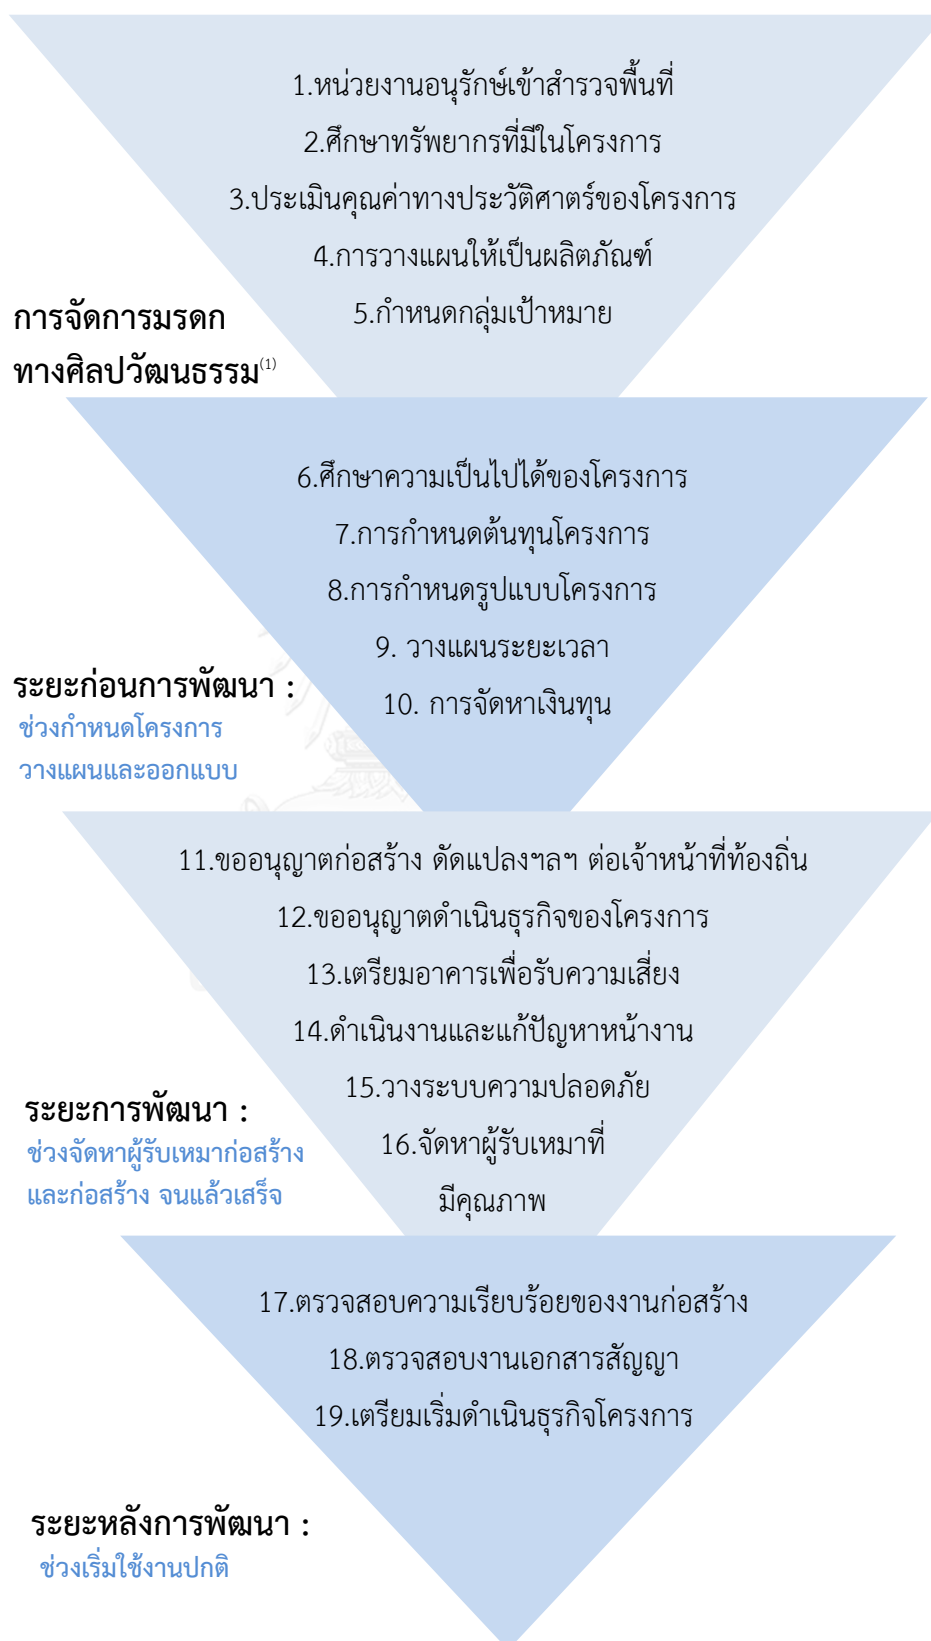 1.หน่วยงานอนุรักษ์เข้าสำรวจพื้นที่
2.ศึกษาทรัพยากรที่มีในโครงการ
3.ประเมินคุณค่าทางประวัติศาตร์ของโครงการ
4.การวางแผนให้เป็นผลิตภัณฑ์
5.กำหนดกลุ่มเป้าหมาย
การจัดการมรดก
ทางศิลปวัฒนธรรม(1)
6.ศึกษาความเป็นไปได้ของโครงการ
7.การกำหนดต้นทุนโครงการ
8.การกำหนดรูปแบบโครงการ
9. วางแผนระยะเวลา
10. การจัดหาเงินทุน
ระยะก่อนการพัฒนา :
ช่วงกำหนดโครงการ
วางแผนและออกแบบ
11.ขออนุญาตก่อสร้าง ดัดแปลงฯลฯ ต่อเจ้าหน้าที่ท้องถิ่น
12.ขออนุญาตดำเนินธุรกิจของโครงการ
13.เตรียมอาคารเพื่อรับความเสี่ยง
14.ดำเนินงานและแก้ปัญหาหน้างาน
15.วางระบบความปลอดภัย
16.จัดหาผู้รับเหมาที่
มีคุณภาพ
ระยะการพัฒนา :
ช่วงจัดหาผู้รับเหมาก่อสร้าง
และก่อสร้าง จนแล้วเสร็จ
17.ตรวจสอบความเรียบร้อยของงานก่อสร้าง
18.ตรวจสอบงานเอกสารสัญญา
19.เตรียมเริ่มดำเนินธุรกิจโครงการ
ระยะหลังการพัฒนา :
ช่วงเริ่มใช้งานปกติ